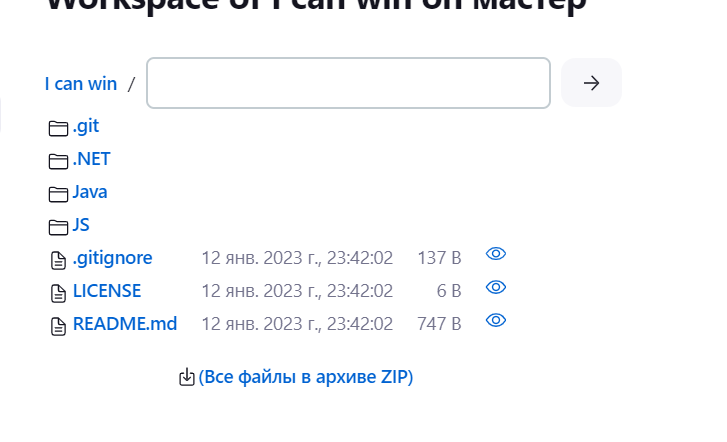 Workspace of I can win on мастер
I can win /
.git
.NET
Java
JS
.gitignore 12 янв. 2023 г., 23:42:02 137 B
LICENSE 12 янв. 2023 г., 23:42:02 6 B
README.md 12 янв. 2023 г., 23:42:02 747 B
(Все файлы в архиве ZIP)